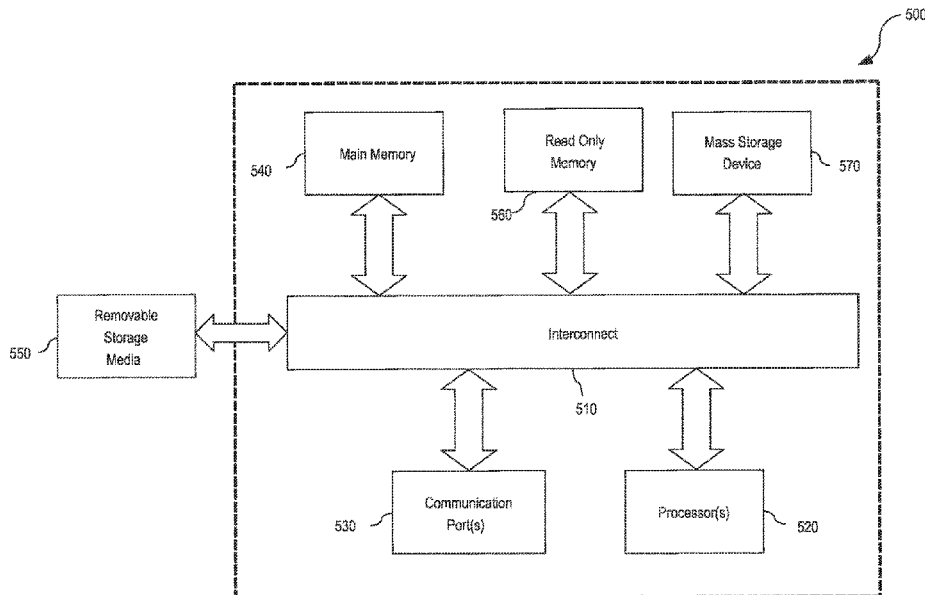 500
Main Memory
540
Read Only
Memory
560
Mass Storage
Device
570
Removable
Storage
Media
550
Interconnect
510
Communication
Port(s)
530
Processor(s)
520